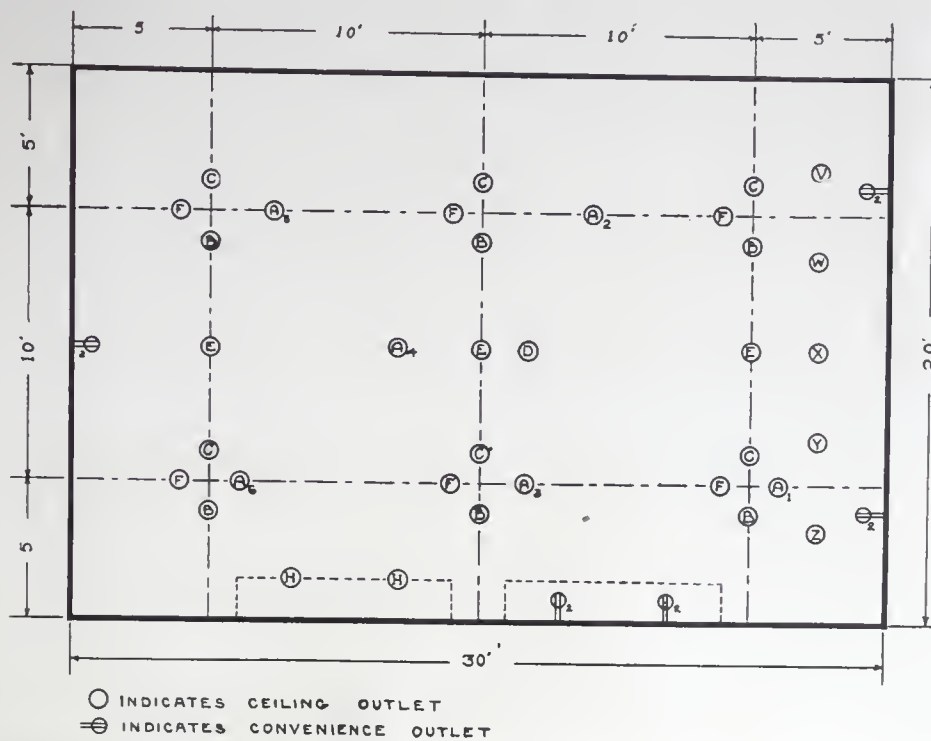 5 10' 10' 5'
5'
C C C V
2
F A5 F A2 F
B B B W
10' 20'
2 E A4 E D E X
C C C Y
F A6 F A3 F A1
2
B B B Z
5
H H 2 2
30'
INDICATES CEILING OUTLET
INDICATES CONVENIENCE OUTLET